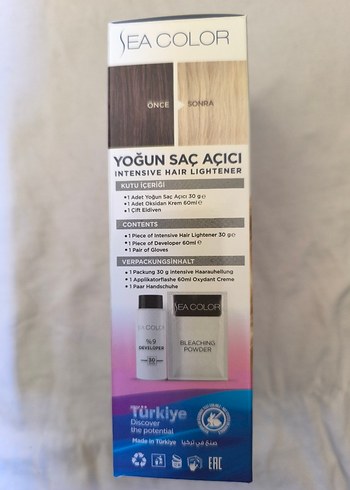 SEA COLOR
ÖNCE SONRA
YOĞUN SAÇ AÇICI
INTENSIVE HAIR LIGHTENER
KUTU İÇERİĞİ
• 1 Adet Yoğun Saç Açıcı 30 g ℮
• 1 Adet Oksidan Krem 60ml ℮
• 1 Çift Eldiven
CONTENTS
• 1 Piece of Intensive Hair Lightener 30 g ℮
• 1 Piece of Developer 60ml ℮
• 1 Pair of Gloves
VERPACKUNGSINHALT
• 1 Packung 30 g intensive Haarauhellung
• 1 Applikatorflashe 60ml Oxydant Creme
• 1 Paar Handschuhe
SEA COLOR
%9
DEVELOPER
30
SEA COLOR
BLEACHING
POWDER
Türkiye
Discover
the potential
Made in Türkiye
صنع في تركيا
EAC